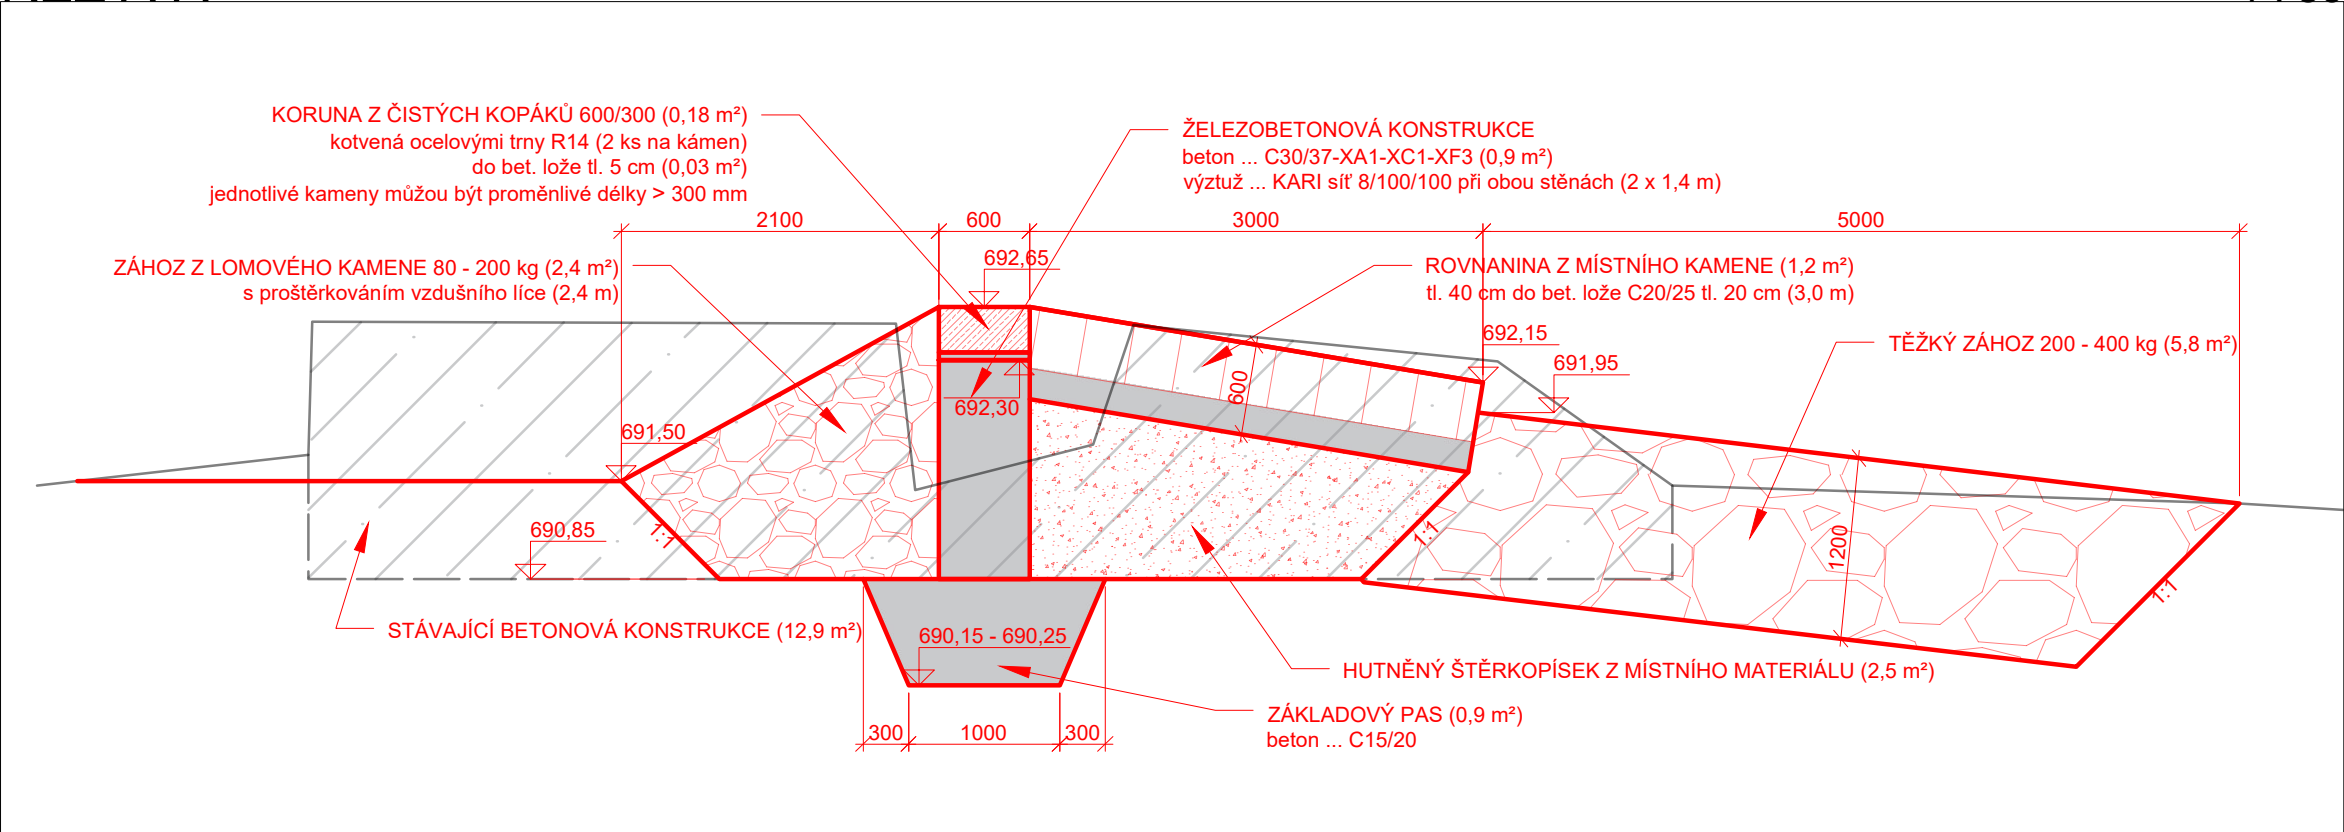 KORUNA Z ČISTÝCH KOPÁKŮ 600/300 (0,18 m²)
kotvená ocelovými trny R14 (2 ks na kámen)
do bet. lože tl. 5 cm (0,03 m²)
jednotlivé kameny můžou být proměnlivé délky > 300 mm
ŽELEZOBETONOVÁ KONSTRUKCE
beton ... C30/37-XA1-XC1-XF3 (0,9 m²)
výztuž ... KARI síť 8/100/100 při obou stěnách (2 x 1,4 m)
2100
600
3000
5000
ZÁHOZ Z LOMOVÉHO KAMENE 80 - 200 kg (2,4 m²)
s proštěrkováním vzdušního líce (2,4 m)
692,65
ROVNANINA Z MÍSTNÍHO KAMENE (1,2 m²)
tl. 40 cm do bet. lože C20/25 tl. 20 cm (3,0 m)
692,15
TĚŽKÝ ZÁHOZ 200 - 400 kg (5,8 m²)
691,95
600
692,30
691,50
690,85
1:1
1:1
1200
1:1
STÁVAJÍCÍ BETONOVÁ KONSTRUKCE (12,9 m²)
690,15 - 690,25
HUTNĚNÝ ŠTĚRKOPÍSEK Z MÍSTNÍHO MATERIÁLU (2,5 m²)
ZÁKLADOVÝ PAS (0,9 m²)
beton ... C15/20
300
1000
300